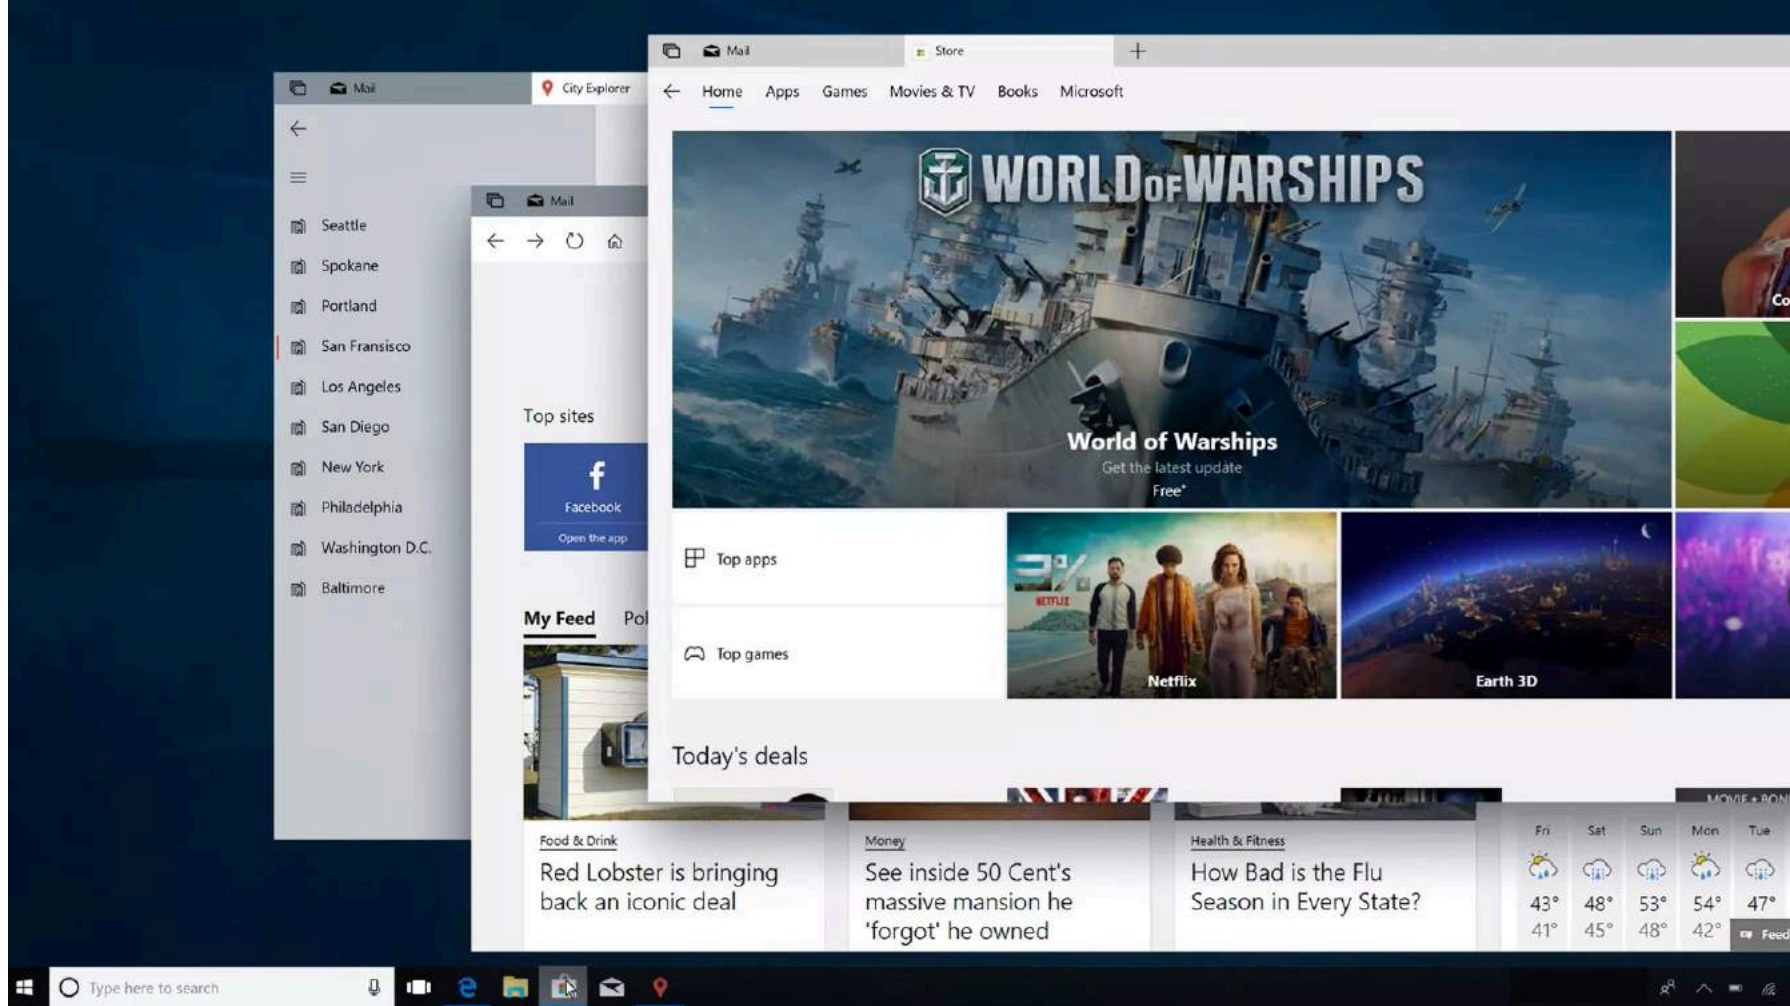 Mail
Store
Home
Apps
Games
Movies & TV
Books
Microsoft
Mail
City Explorer
Seattle
Spokane
Portland
San Fransisco
Los Angeles
San Diego
New York
Philadelphia
Washington D.C.
Baltimore
Mail
Top sites
f
Facebook
Open the app
My Feed
Pol
WORLD OF WARSHIPS
World of Warships
Get the latest update
Free*
Co
Top apps
Top games
3%
NETFLIX
Netflix
Earth 3D
Today's deals
Food & Drink
Red Lobster is bringing
back an iconic deal
Money
See inside 50 Cent's
massive mansion he
'forgot' he owned
Health & Fitness
How Bad is the Flu
Season in Every State?
Fri Sat Sun Mon Tue
43° 48° 53° 54° 47°
41° 45° 48° 42°
Feed
Type here to search